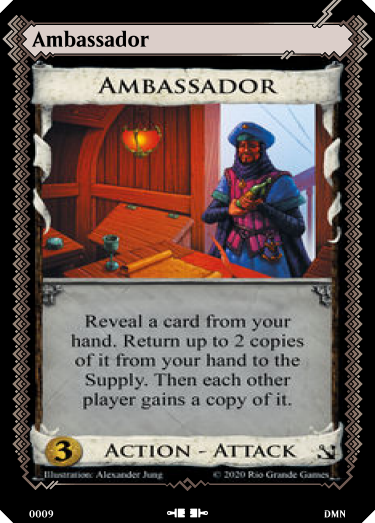 Ambassador
AMBASSADOR
Reveal a card from your
hand. Return up to 2 copies
of it from your hand to the
Supply. Then each other
player gains a copy of it.
3 ACTION - ATTACK
Illustration: Alexander Jung © 2020 Rio Grande Games
0009 DMN